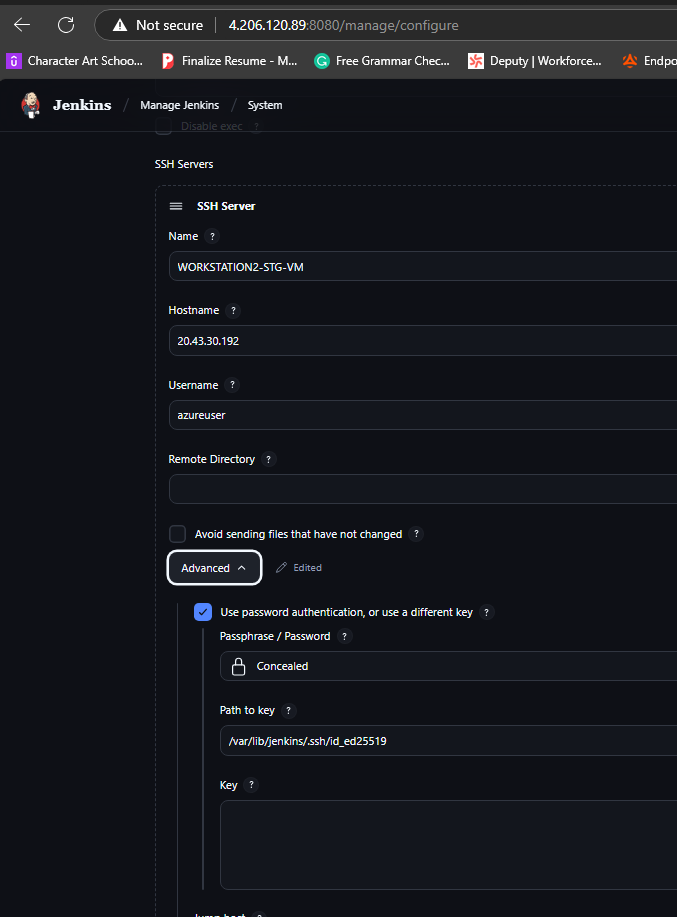 Not secure 4.206.120.89:8080/manage/configure
Character Art Schoo... Finalize Resume - M... Free Grammar Chec... Deputy | Workforce... Endpo
Jenkins / Manage Jenkins / System
Disable exec ?
SSH Servers
SSH Server
Name ?
WORKSTATION2-STG-VM
Hostname ?
20.43.30.192
Username ?
azureuser
Remote Directory ?
Avoid sending files that have not changed ?
Advanced Edited
Use password authentication, or use a different key ?
Passphrase / Password ?
Concealed
Path to key ?
/var/lib/jenkins/.ssh/id_ed25519
Key ?
Jump host ?